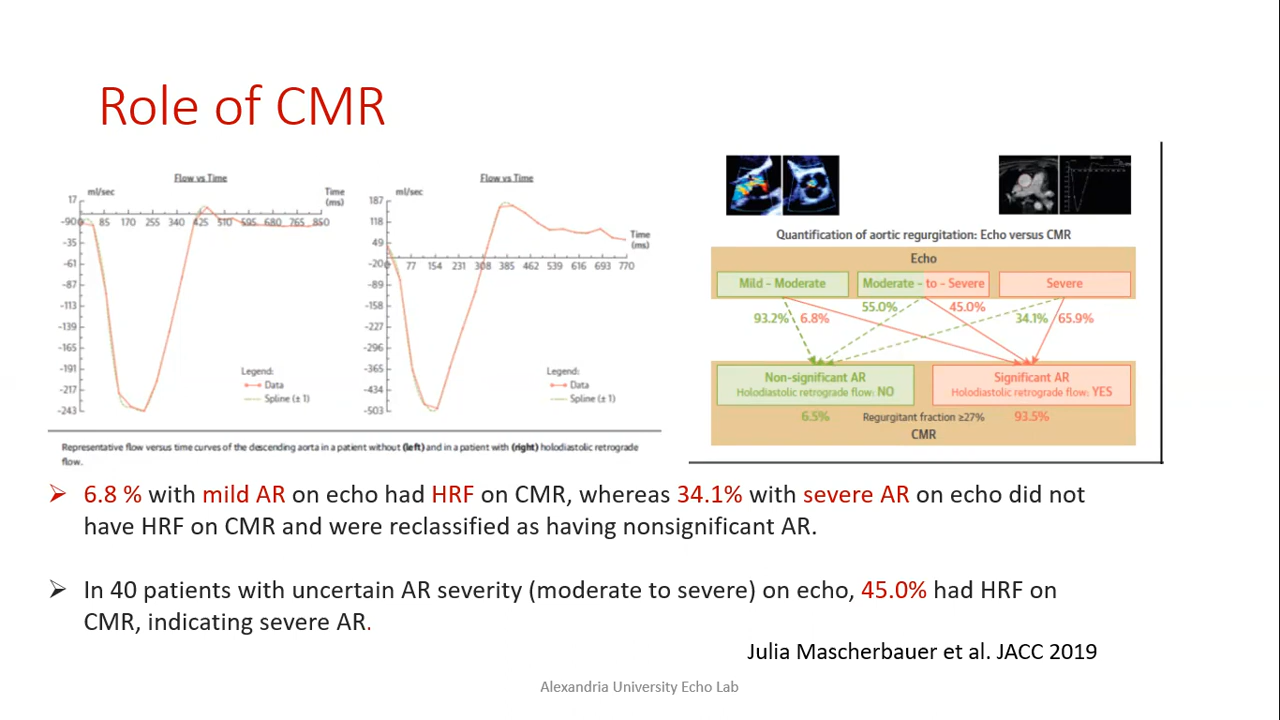 Role of CMR
Flow vs Time
ml/sec
Time
(ms)
17
-9
-35
-61
-87
-113
-139
-165
-191
-217
-243
0 85 170 255 340 425 510 595 680 765 850
Legend:
Data
Spline (± 1)
Flow vs Time
ml/sec
Time
(ms)
187
118
49
-20
-89
-158
-227
-296
-365
-434
-503
0 77 154 231 308 385 462 539 616 693 770
Legend:
Data
Spline (± 1)
Representative flow versus time curves of the descending aorta in a patient without (left) and in a patient with (right) holodiastolic retrograde
flow.
Quantification of aortic regurgitation: Echo versus CMR
Echo
Mild - Moderate
Moderate - to - Severe
Severe
93.2% 6.8% 55.0% 45.0% 34.1% 65.9%
Non-significant AR
Holodiastolic retrograde flow: NO
Significant AR
Holodiastolic retrograde flow: YES
6.5% Regurgitant fraction ≥27% 93.5%
CMR
➢ 6.8 % with mild AR on echo had HRF on CMR, whereas 34.1% with severe AR on echo did not
have HRF on CMR and were reclassified as having nonsignificant AR.
➢ In 40 patients with uncertain AR severity (moderate to severe) on echo, 45.0% had HRF on
CMR, indicating severe AR.
Julia Mascherbauer et al. JACC 2019
Alexandria University Echo Lab